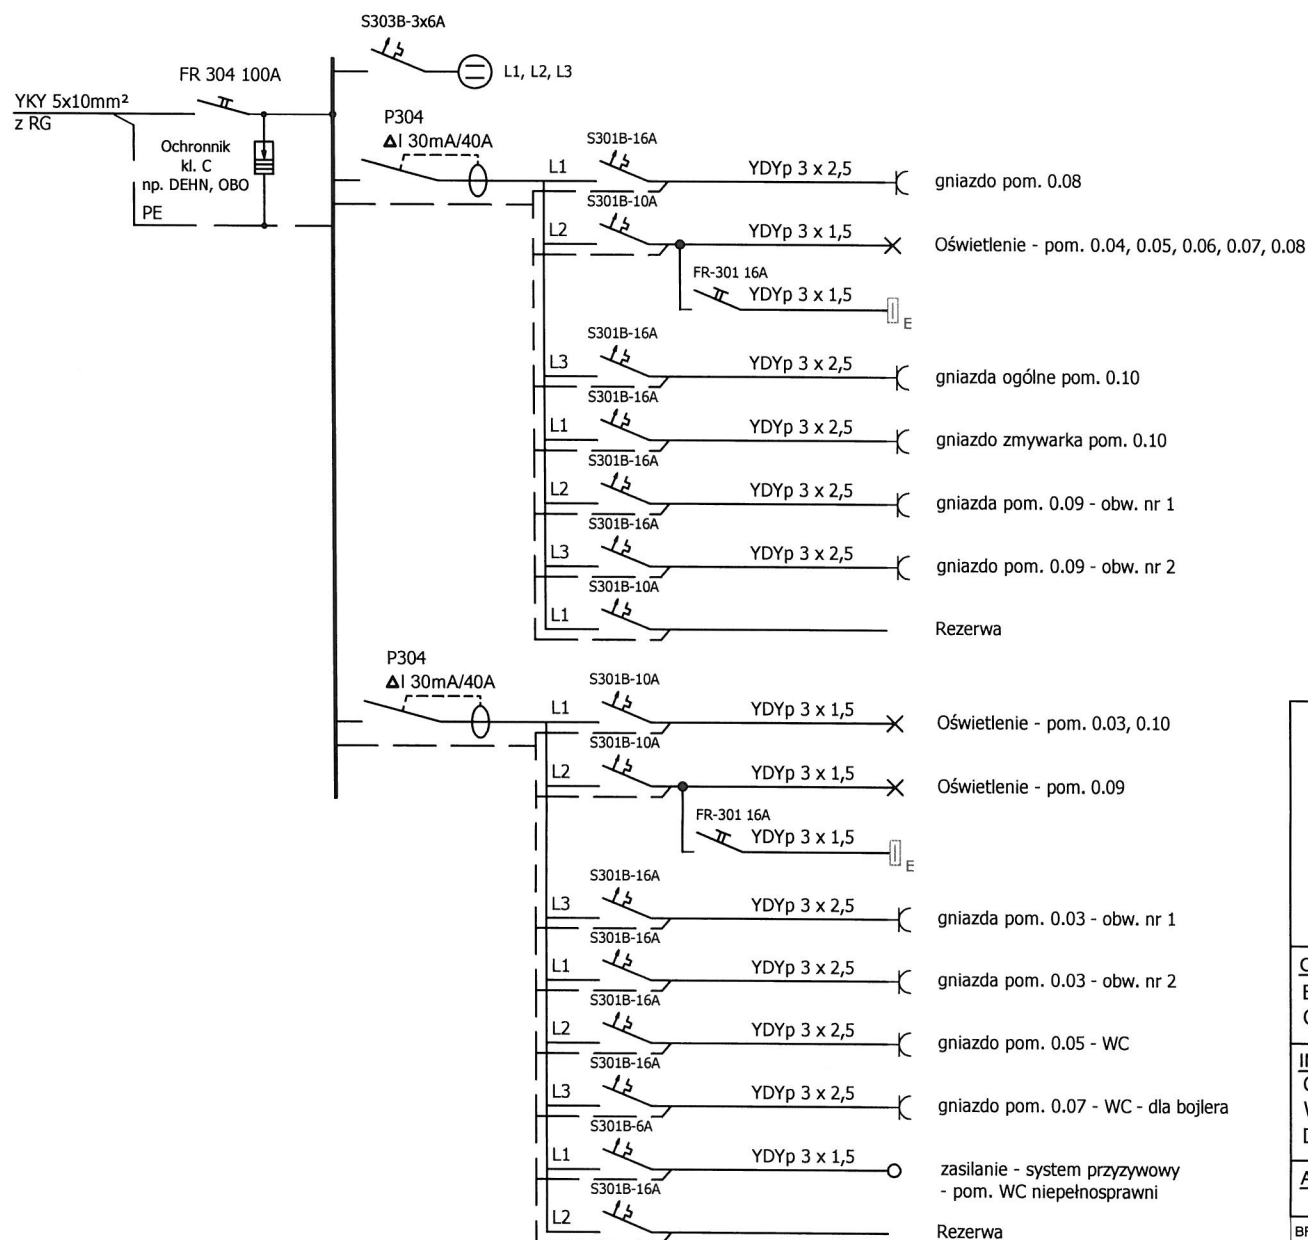 S303B-3x6A
L1, L2, L3
FR 304 100A
YKY 5x10mm²
z RG
Ochronnik
kl. C
np. DEHN, OBO
PE
P304
ΔI 30mA/40A
L1
S301B-16A
YDYp 3 x 2,5
gniazdo pom. 0.08
S301B-10A
L2
YDYp 3 x 1,5
Oświetlenie - pom. 0.04, 0.05, 0.06, 0.07, 0.08
FR-301 16A
YDYp 3 x 1,5
E
S301B-16A
L3
YDYp 3 x 2,5
gniazda ogólne pom. 0.10
S301B-16A
L1
YDYp 3 x 2,5
gniazdo zmywarka pom. 0.10
S301B-16A
L2
YDYp 3 x 2,5
gniazda pom. 0.09 - obw. nr 1
S301B-16A
L3
YDYp 3 x 2,5
gniazdo pom. 0.09 - obw. nr 2
S301B-10A
L1
Rezerwa
P304
ΔI 30mA/40A
S301B-10A
L1
YDYp 3 x 1,5
Oświetlenie - pom. 0.03, 0.10
S301B-10A
L2
YDYp 3 x 1,5
Oświetlenie - pom. 0.09
FR-301 16A
YDYp 3 x 1,5
E
S301B-16A
L3
YDYp 3 x 2,5
gniazda pom. 0.03 - obw. nr 1
S301B-16A
L1
YDYp 3 x 2,5
gniazda pom. 0.03 - obw. nr 2
S301B-16A
L2
YDYp 3 x 2,5
gniazdo pom. 0.05 - WC
S301B-16A
L3
YDYp 3 x 2,5
gniazdo pom. 0.07 - WC - dla bojlera
S301B-6A
L1
YDYp 3 x 1,5
zasilanie - system przyzywowy
- pom. WC niepełnosprawni
S301B-16A
L2
Rezerwa